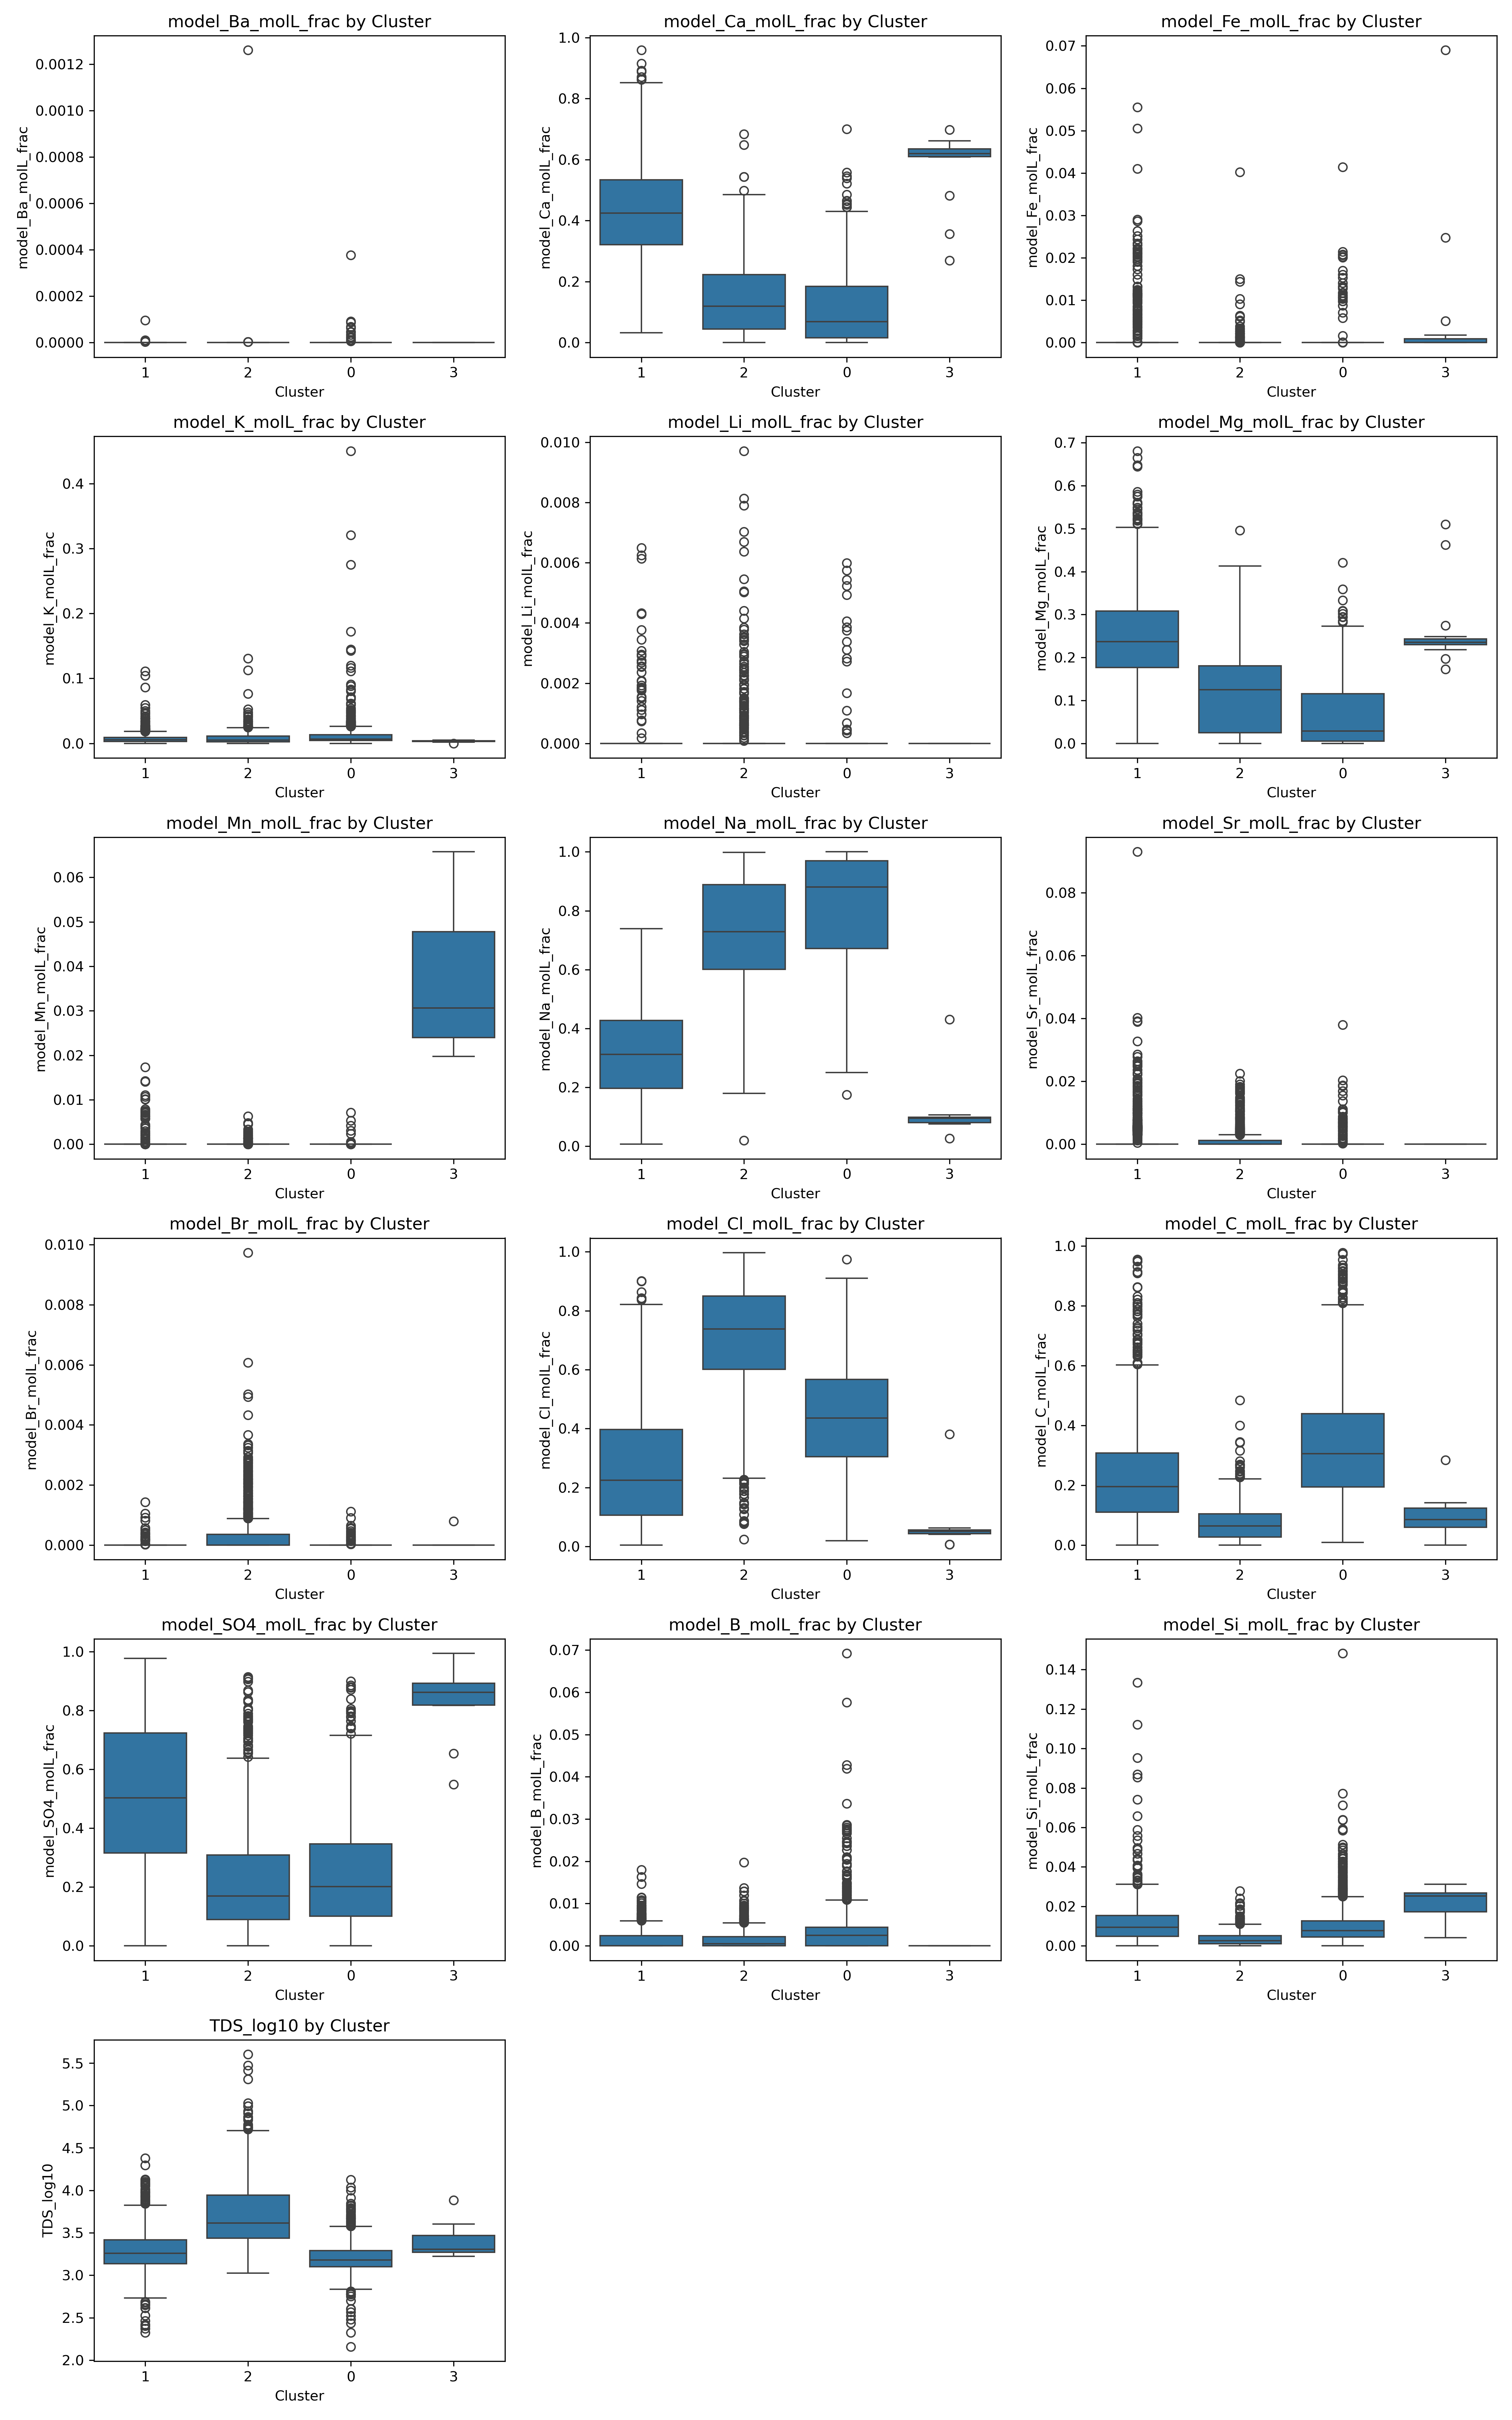 model_Ba_molL_frac by Cluster
model_Ba_molL_frac
0.0012
0.0010
0.0008
0.0006
0.0004
0.0002
0.0000
1 2 0 3
Cluster
model_Ca_molL_frac by Cluster
model_Ca_molL_frac
1.0
0.8
0.6
0.4
0.2
0.0
1 2 0 3
Cluster
model_Fe_molL_frac by Cluster
model_Fe_molL_frac
0.07
0.06
0.05
0.04
0.03
0.02
0.01
0.00
1 2 0 3
Cluster
model_K_molL_frac by Cluster
model_K_molL_frac
0.4
0.3
0.2
0.1
0.0
1 2 0 3
Cluster
model_Li_molL_frac by Cluster
model_Li_molL_frac
0.010
0.008
0.006
0.004
0.002
0.000
1 2 0 3
Cluster
model_Mg_molL_frac by Cluster
model_Mg_molL_frac
0.7
0.6
0.5
0.4
0.3
0.2
0.1
0.0
1 2 0 3
Cluster
model_Mn_molL_frac by Cluster
model_Mn_molL_frac
0.06
0.05
0.04
0.03
0.02
0.01
0.00
1 2 0 3
Cluster
model_Na_molL_frac by Cluster
model_Na_molL_frac
1.0
0.8
0.6
0.4
0.2
0.0
1 2 0 3
Cluster
model_Sr_molL_frac by Cluster
model_Sr_molL_frac
0.08
0.06
0.04
0.02
0.00
1 2 0 3
Cluster
model_Br_molL_frac by Cluster
model_Br_molL_frac
0.010
0.008
0.006
0.004
0.002
0.000
1 2 0 3
Cluster
model_Cl_molL_frac by Cluster
model_Cl_molL_frac
1.0
0.8
0.6
0.4
0.2
0.0
1 2 0 3
Cluster
model_C_molL_frac by Cluster
model_C_molL_frac
1.0
0.8
0.6
0.4
0.2
0.0
1 2 0 3
Cluster
model_SO4_molL_frac by Cluster
model_SO4_molL_frac
1.0
0.8
0.6
0.4
0.2
0.0
1 2 0 3
Cluster
model_B_molL_frac by Cluster
model_B_molL_frac
0.07
0.06
0.05
0.04
0.03
0.02
0.01
0.00
1 2 0 3
Cluster
model_Si_molL_frac by Cluster
model_Si_molL_frac
0.14
0.12
0.10
0.08
0.06
0.04
0.02
0.00
1 2 0 3
Cluster
TDS_log10 by Cluster
TDS_log10
5.5
5.0
4.5
4.0
3.5
3.0
2.5
2.0
1 2 0 3
Cluster